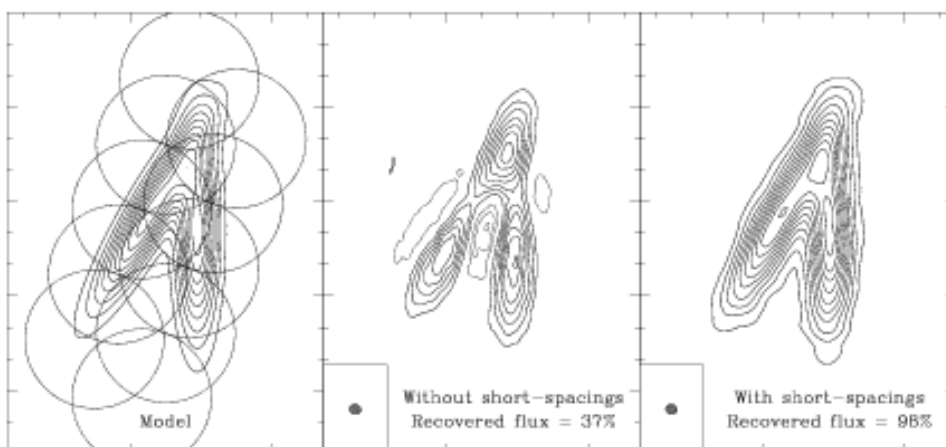 Model
Without short-spacings
Recovered flux = 37%
With short-spacings
Recovered flux = 98%